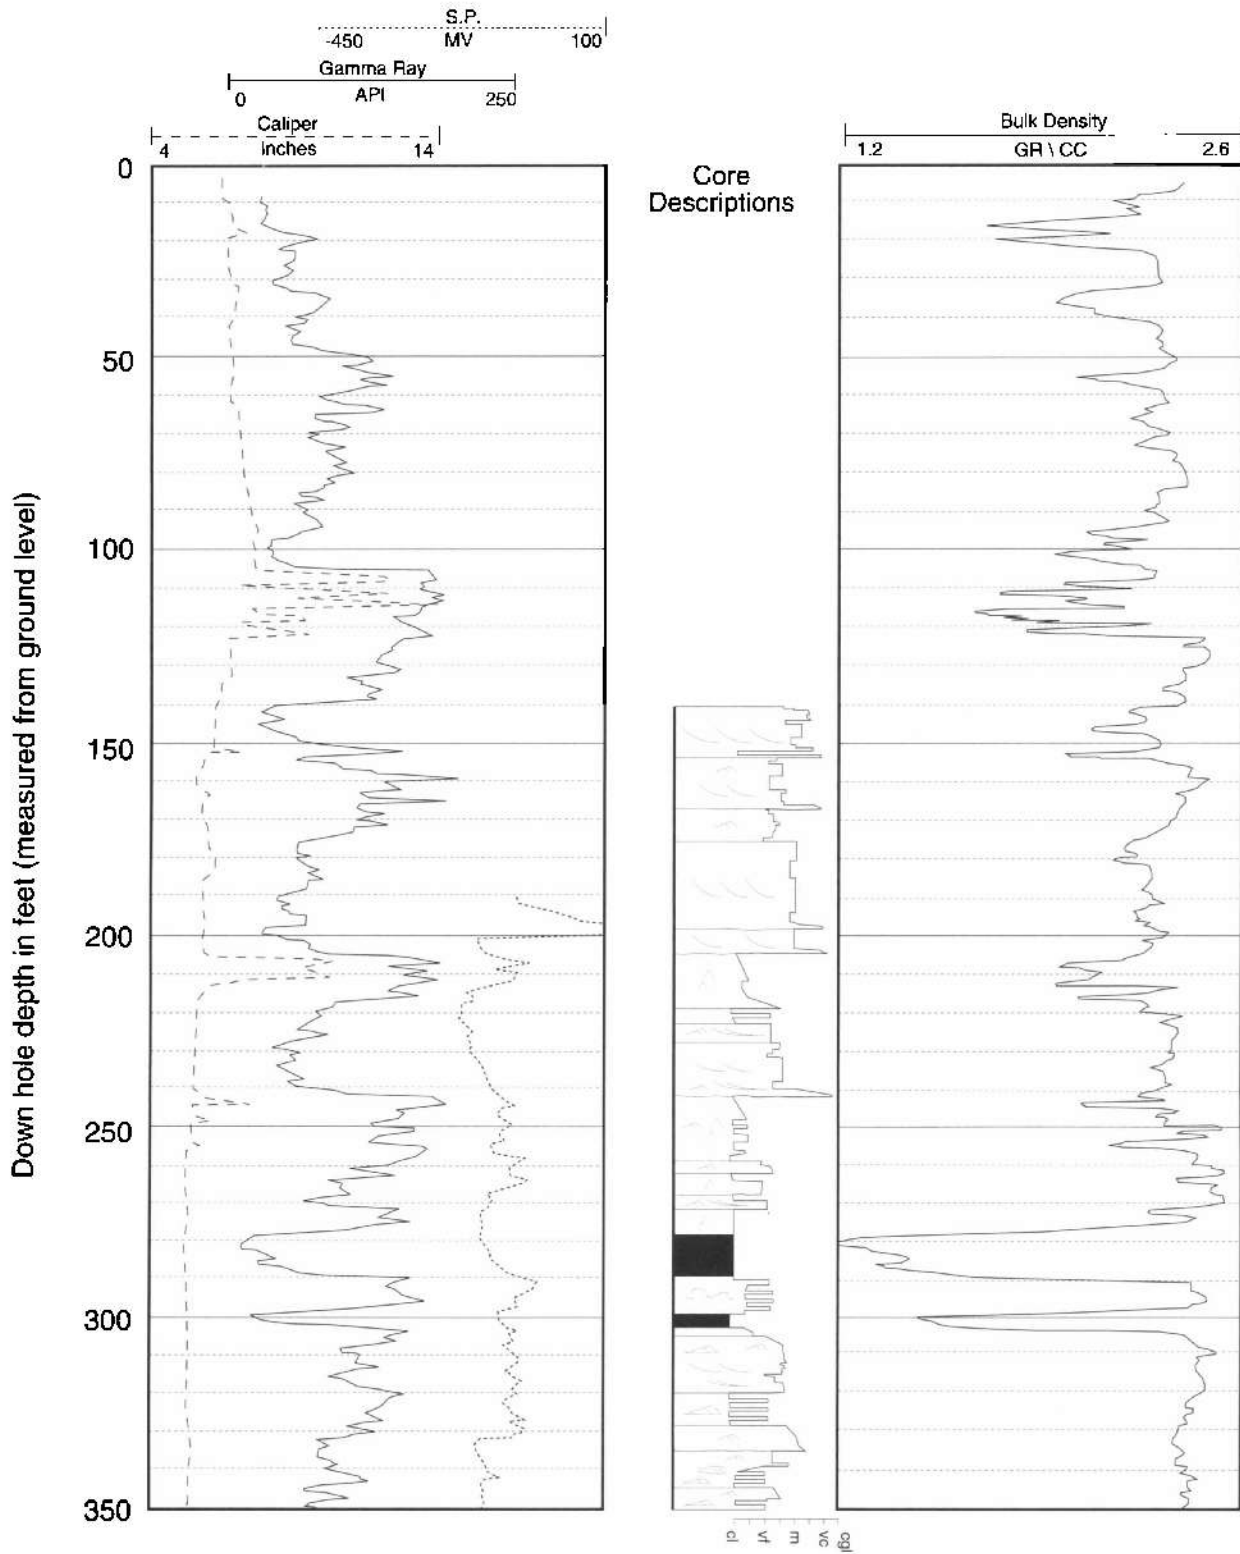 S.P.
-450 MV 100
Gamma Ray
0 API 250
Caliper
4 Inches 14
Bulk Density
1.2 GR \ CC 2.6
Core
Descriptions
Down hole depth in feet (measured from ground level)
0
50
100
150
200
250
300
350
cl vf m vc cgl